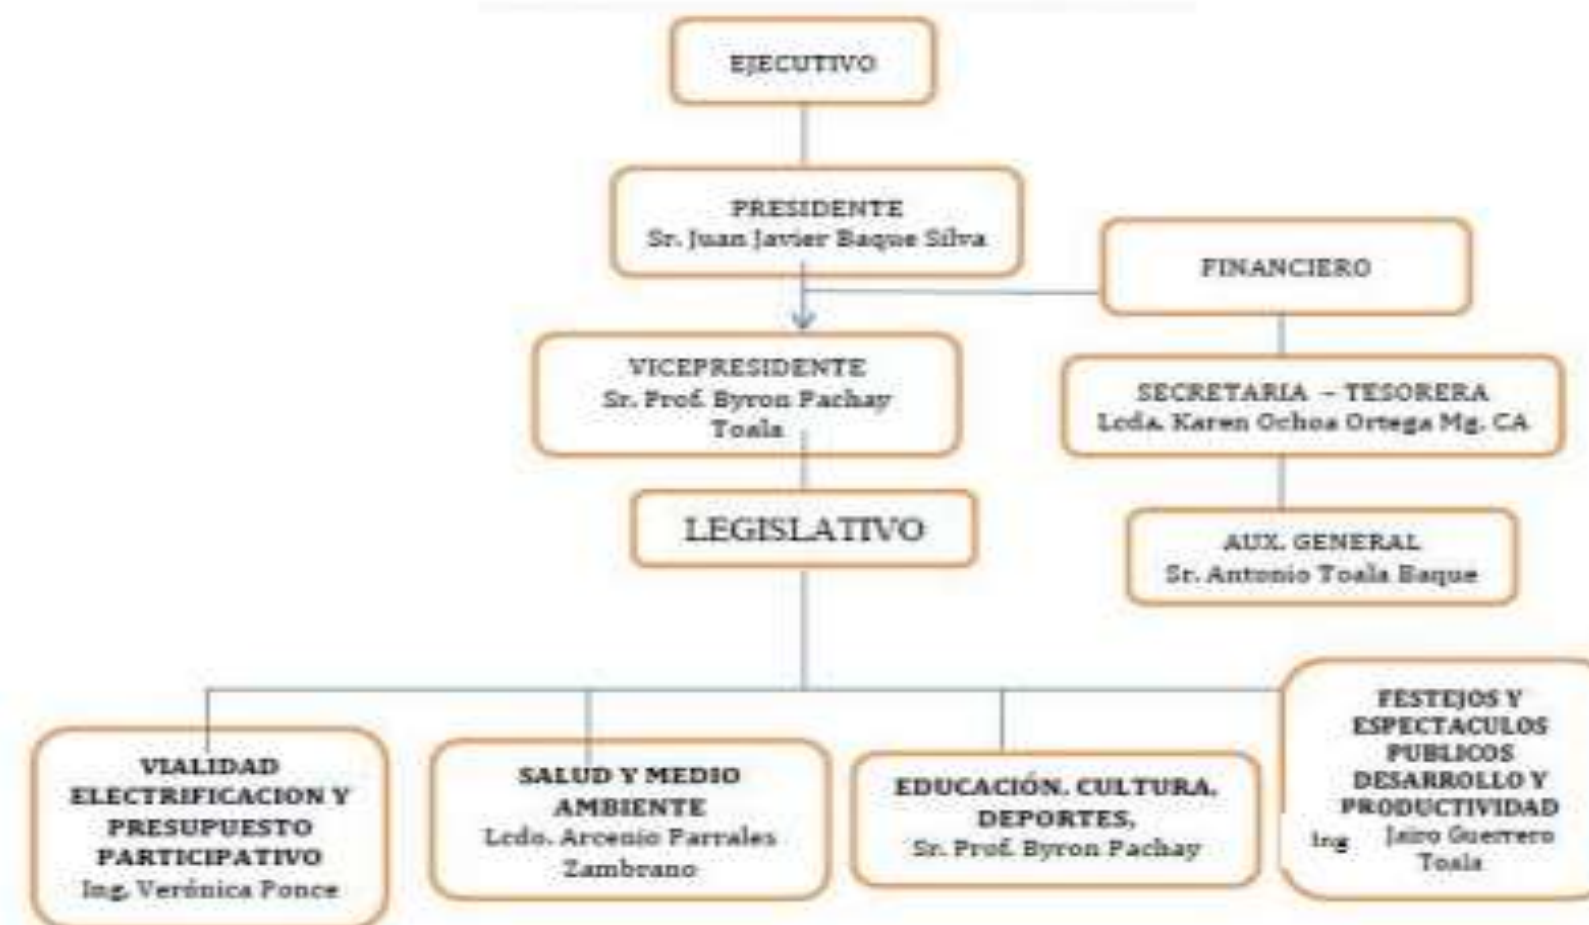 EJECUTIVO
PRESIDENTE
Sr. Juan Javier Baque Silva
FINANCIERO
VICEPRESIDENTE
Sr. Prof. Byron Pachay
Toala
SECRETARIA – TESORERA
Lcda. Karen Ochoa Ortega Mg. CA
LEGISLATIVO
AUX. GENERAL
Sr. Antonio Toala Baque
VIALIDAD
ELECTRIFICACION Y
PRESUPUESTO
PARTICIPATIVO
Ing. Verónica Ponce
SALUD Y MEDIO
AMBIENTE
Lcdo. Arcenio Parrales
Zambrano
EDUCACIÓN. CULTURA.
DEPORTES,
Sr. Prof. Byron Pachay
FESTEJOS Y
ESPECTACULOS
PUBLICOS
DESARROLLO Y
PRODUCTIVIDAD
Ing Jairo Guerrero
Toala